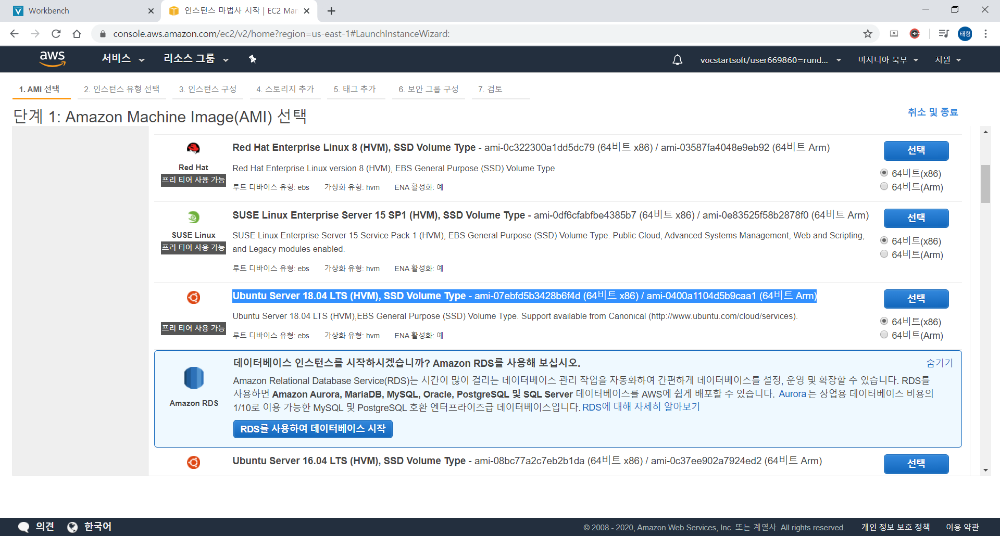 Workbench
인스턴스 마법사 시작 | EC2 Mar
console.aws.amazon.com/ec2/v2/home?region=us-east-1#LaunchInstanceWizard:
태형
aws
서비스
리소스 그룹
vocstartsoft/user669860=rund...
버지니아 북부
지원
1. AMI 선택
2. 인스턴스 유형 선택
3. 인스턴스 구성
4. 스토리지 추가
5. 태그 추가
6. 보안 그룹 구성
7. 검토
단계 1: Amazon Machine Image(AMI) 선택
취소 및 종료
Red Hat
프리 티어 사용 가능
Red Hat Enterprise Linux 8 (HVM), SSD Volume Type - ami-0c322300a1dd5dc79 (64비트 x86) / ami-03587fa4048e9eb92 (64비트 Arm)
Red Hat Enterprise Linux version 8 (HVM), EBS General Purpose (SSD) Volume Type
루트 디바이스 유형: ebs 가상화 유형: hvm ENA 활성화: 예
선택
64비트(x86)
64비트(Arm)
SUSE Linux
프리 티어 사용 가능
SUSE Linux Enterprise Server 15 SP1 (HVM), SSD Volume Type - ami-0df6cfabfbe4385b7 (64비트 x86) / ami-0e83525f58b2878f0 (64비트 Arm)
SUSE Linux Enterprise Server 15 Service Pack 1 (HVM), EBS General Purpose (SSD) Volume Type. Public Cloud, Advanced Systems Management, Web and Scripting,
and Legacy modules enabled.
루트 디바이스 유형: ebs 가상화 유형: hvm ENA 활성화: 예
선택
64비트(x86)
64비트(Arm)
프리 티어 사용 가능
Ubuntu Server 18.04 LTS (HVM), SSD Volume Type - ami-07ebfd5b3428b6f4d (64비트 x86) / ami-0400a1104d5b9caa1 (64비트 Arm)
Ubuntu Server 18.04 LTS (HVM),EBS General Purpose (SSD) Volume Type. Support available from Canonical (http://www.ubuntu.com/cloud/services).
루트 디바이스 유형: ebs 가상화 유형: hvm ENA 활성화: 예
선택
64비트(x86)
64비트(Arm)
Amazon RDS
데이터베이스 인스턴스를 시작하시겠습니까? Amazon RDS를 사용해 보십시오.
숨기기
Amazon Relational Database Service(RDS)는 시간이 많이 걸리는 데이터베이스 관리 작업을 자동화하여 간편하게 데이터베이스를 설정, 운영 및 확장할 수 있습니다. RDS를
사용하면 Amazon Aurora, MariaDB, MySQL, Oracle, PostgreSQL 및 SQL Server 데이터베이스를 AWS에 쉽게 배포할 수 있습니다. Aurora는 상업용 데이터베이스 비용의
1/10로 이용 가능한 MySQL 및 PostgreSQL 호환 엔터프라이즈급 데이터베이스입니다. RDS에 대해 자세히 알아보기
RDS를 사용하여 데이터베이스 시작
Ubuntu Server 16.04 LTS (HVM), SSD Volume Type - ami-08bc77a2c7eb2b1da (64비트 x86) / ami-0c37ee902a7924ed2 (64비트 Arm)
선택
의견
한국어
© 2008 - 2020, Amazon Web Services, Inc. 또는 계열사. All rights reserved.
개인 정보 보호 정책
이용 약관